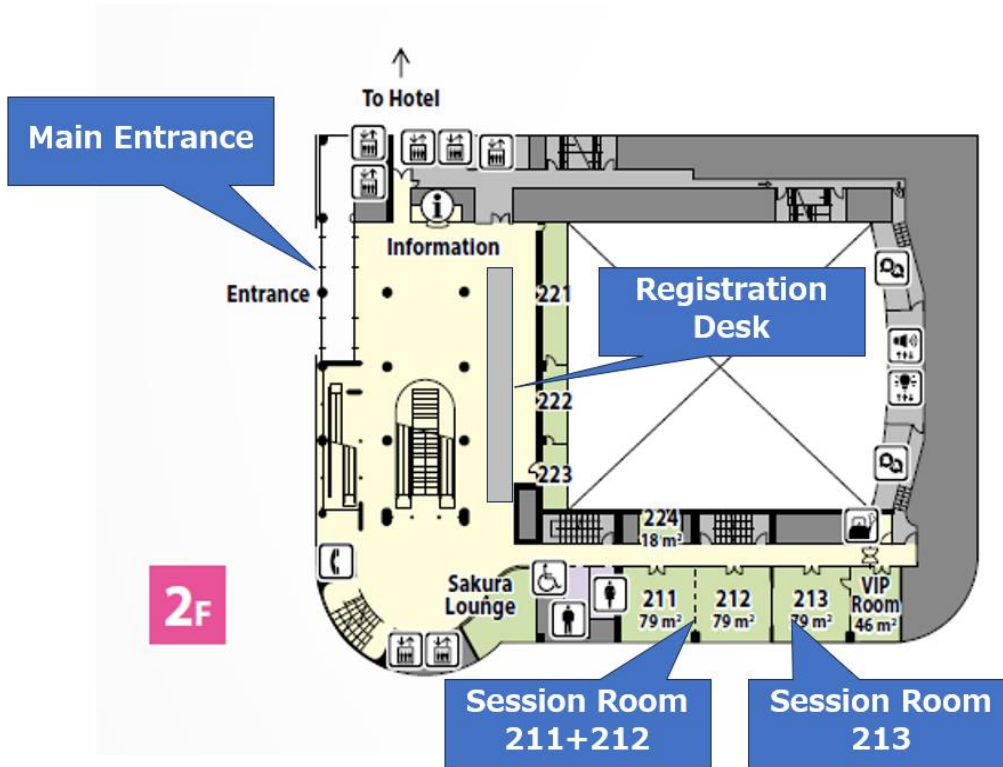 To Hotel
Main Entrance
i
Information
Entrance
221
Registration
Desk
222
223
224
18 m²
2F
Sakura
Lounge
211
79 m²
212
79 m²
213
79 m²
VIP
Room
46 m²
Session Room
211+212
Session Room
213